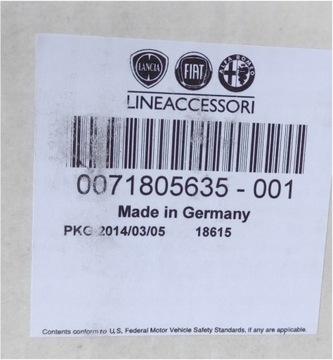 LANCIA FIAT ALFA ROMEO
LINEACCESSORI
0071805635 - 001
Made in Germany
PKG 2014/03/05 18615
Contents conform to U.S. Federal Motor Vehicle Safety Standards, if any are applicable.